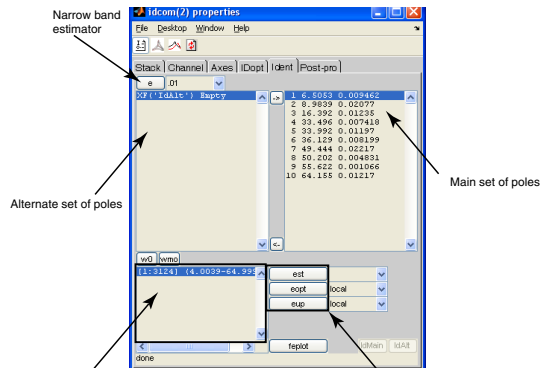 Narrow band
estimator
idcom(2) properties
File Desktop Window Help
Stack Channel Axes IDopt Ident Post-pro
e .01
XF('IdAlt') Empty
->
1 6.5053 0.009462
2 8.9839 0.02077
3 16.392 0.01235
4 33.496 0.007418
5 33.992 0.01197
6 36.129 0.008199
7 49.444 0.02217
8 50.202 0.004831
9 55.622 0.001066
10 64.155 0.01217
Main set of poles
Alternate set of poles
<-
w0 wmo
[1:3124] (4.0039-64.999
est
eopt local
eup local
feplot IdMain IdAlt
done